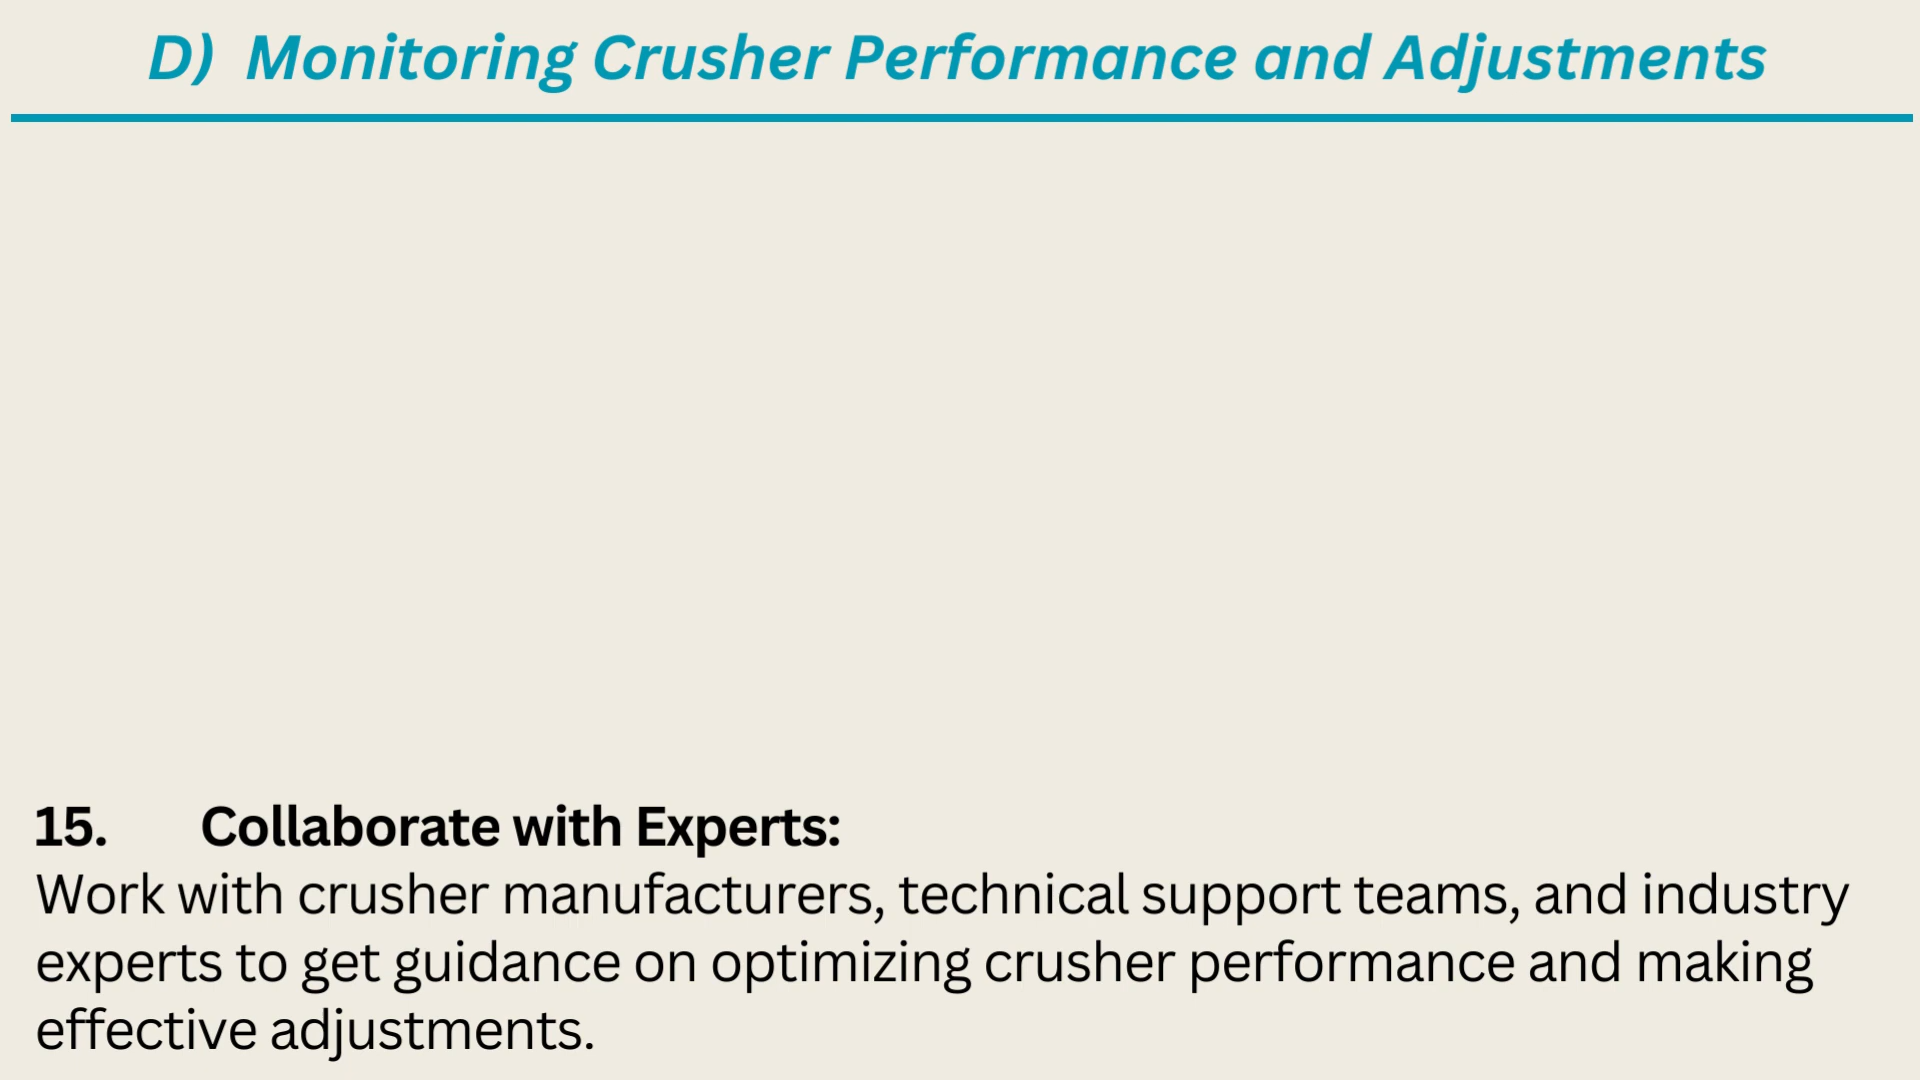 D) Monitoring Crusher Performance and Adjustments
15. Collaborate with Experts:
Work with crusher manufacturers, technical support teams, and industry
experts to get guidance on optimizing crusher performance and making
effective adjustments.